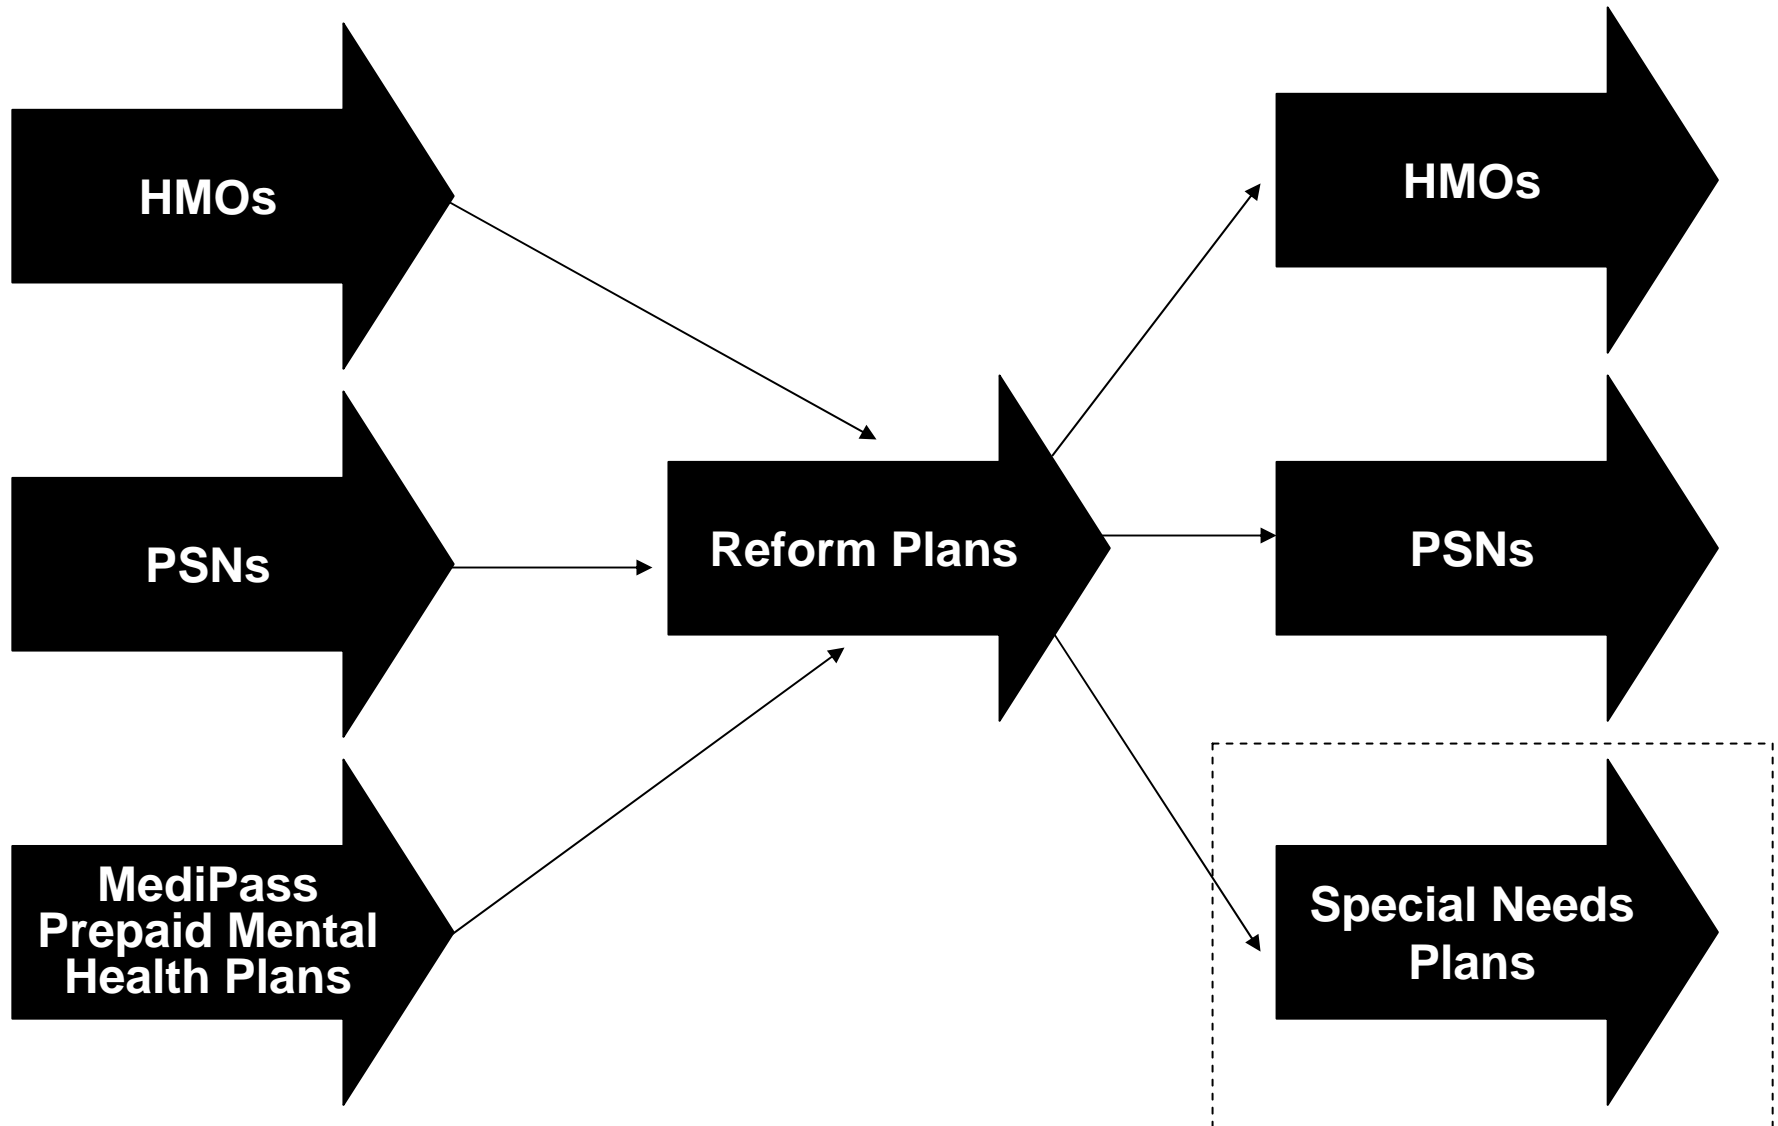 HMOs
PSNs
MediPass
Prepaid Mental
Health Plans
Reform Plans
HMOs
PSNs
Special Needs
Plans